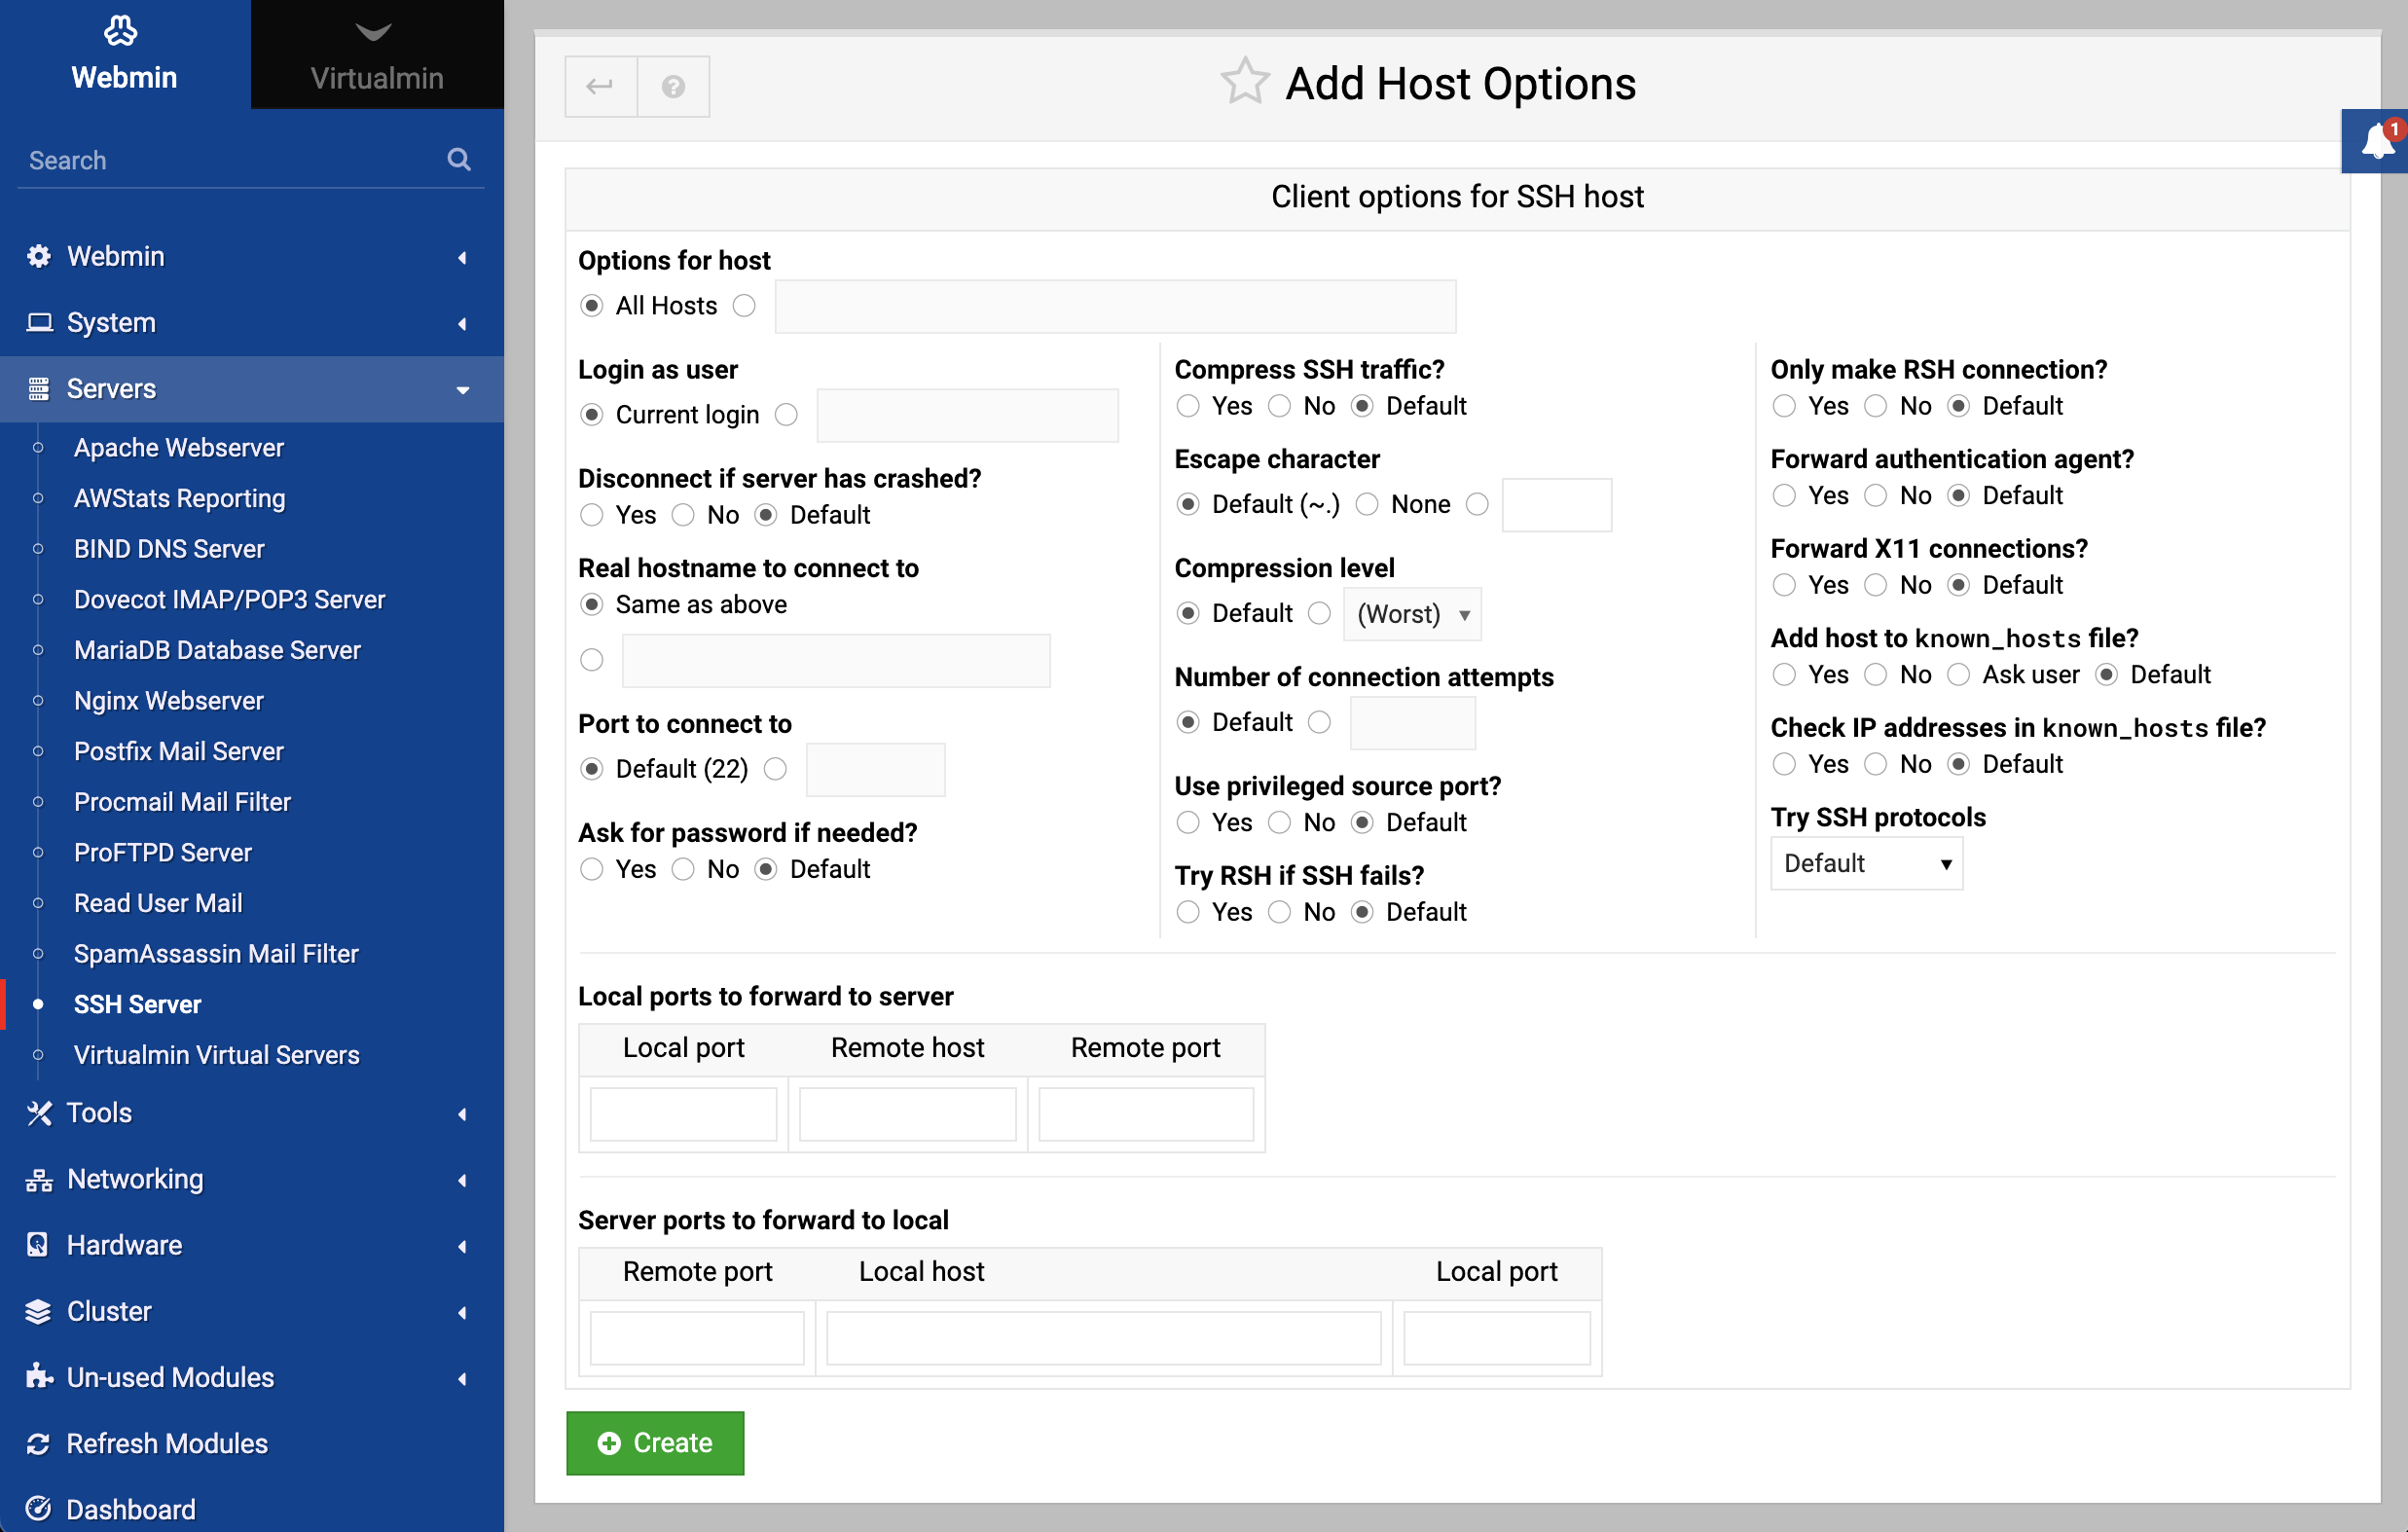 Webmin
Virtualmin
Search
Webmin
System
Servers
Apache Webserver
AWStats Reporting
BIND DNS Server
Dovecot IMAP/POP3 Server
MariaDB Database Server
Nginx Webserver
Postfix Mail Server
Procmail Mail Filter
ProFTPD Server
Read User Mail
SpamAssassin Mail Filter
SSH Server
Virtualmin Virtual Servers
Tools
Networking
Hardware
Cluster
Un-used Modules
Refresh Modules
Dashboard
?
Add Host Options
1
Client options for SSH host
Options for host
All Hosts
Login as user
Current login
Disconnect if server has crashed?
Yes No Default
Real hostname to connect to
Same as above
Port to connect to
Default (22)
Ask for password if needed?
Yes No Default
Compress SSH traffic?
Yes No Default
Escape character
Default (~.) None
Compression level
Default (Worst)
Number of connection attempts
Default
Use privileged source port?
Yes No Default
Try RSH if SSH fails?
Yes No Default
Only make RSH connection?
Yes No Default
Forward authentication agent?
Yes No Default
Forward X11 connections?
Yes No Default
Add host to known_hosts file?
Yes No Ask user Default
Check IP addresses in known_hosts file?
Yes No Default
Try SSH protocols
Default
Local ports to forward to server
Local port Remote host Remote port
Server ports to forward to local
Remote port Local host Local port
Create